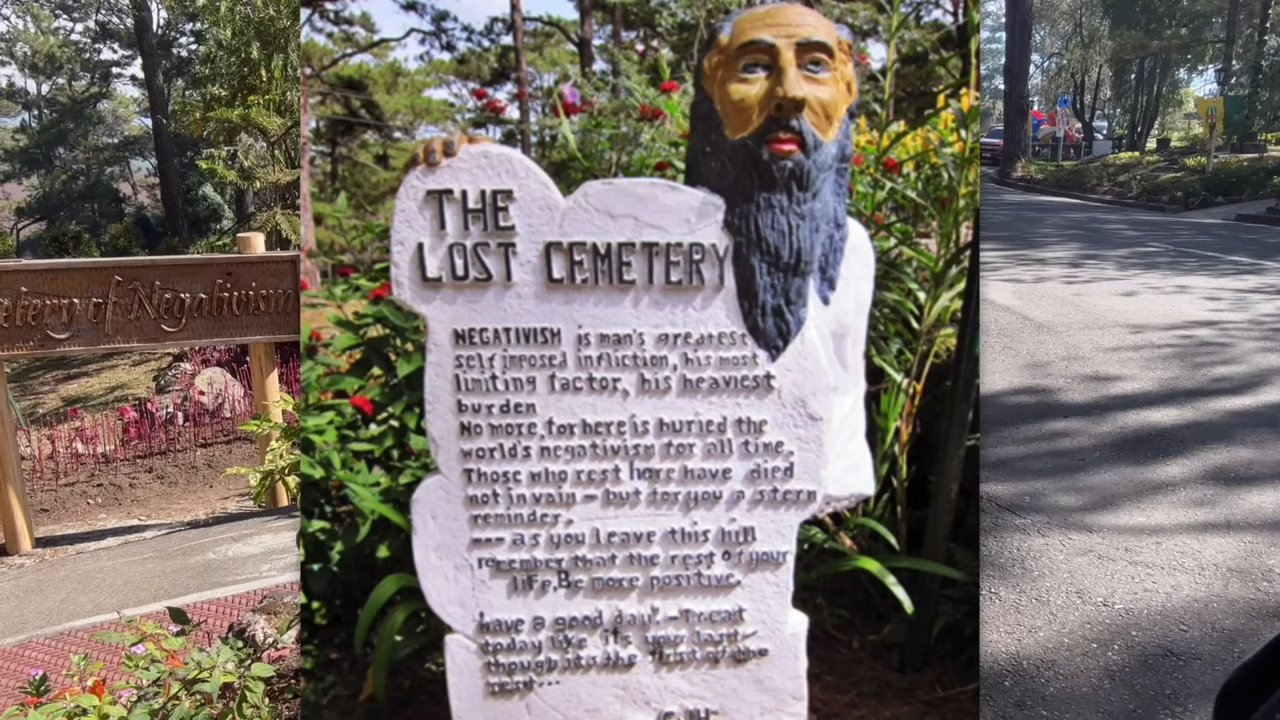 etery of Negativism
THE
LOST CEMETERY
NEGATIVISM is man's greatest
self imposed infliction, his most
limiting factor, his heaviest
burden
No more, for here is buried the
world's negativism for all time.
Those who rest here have died
not in vain - but for you a stern
reminder.
--- as you leave this hill
remember that the rest of your
life, Be more positive.
have a good day". - Treat
today like it's your last -
though its the first of the
rest...